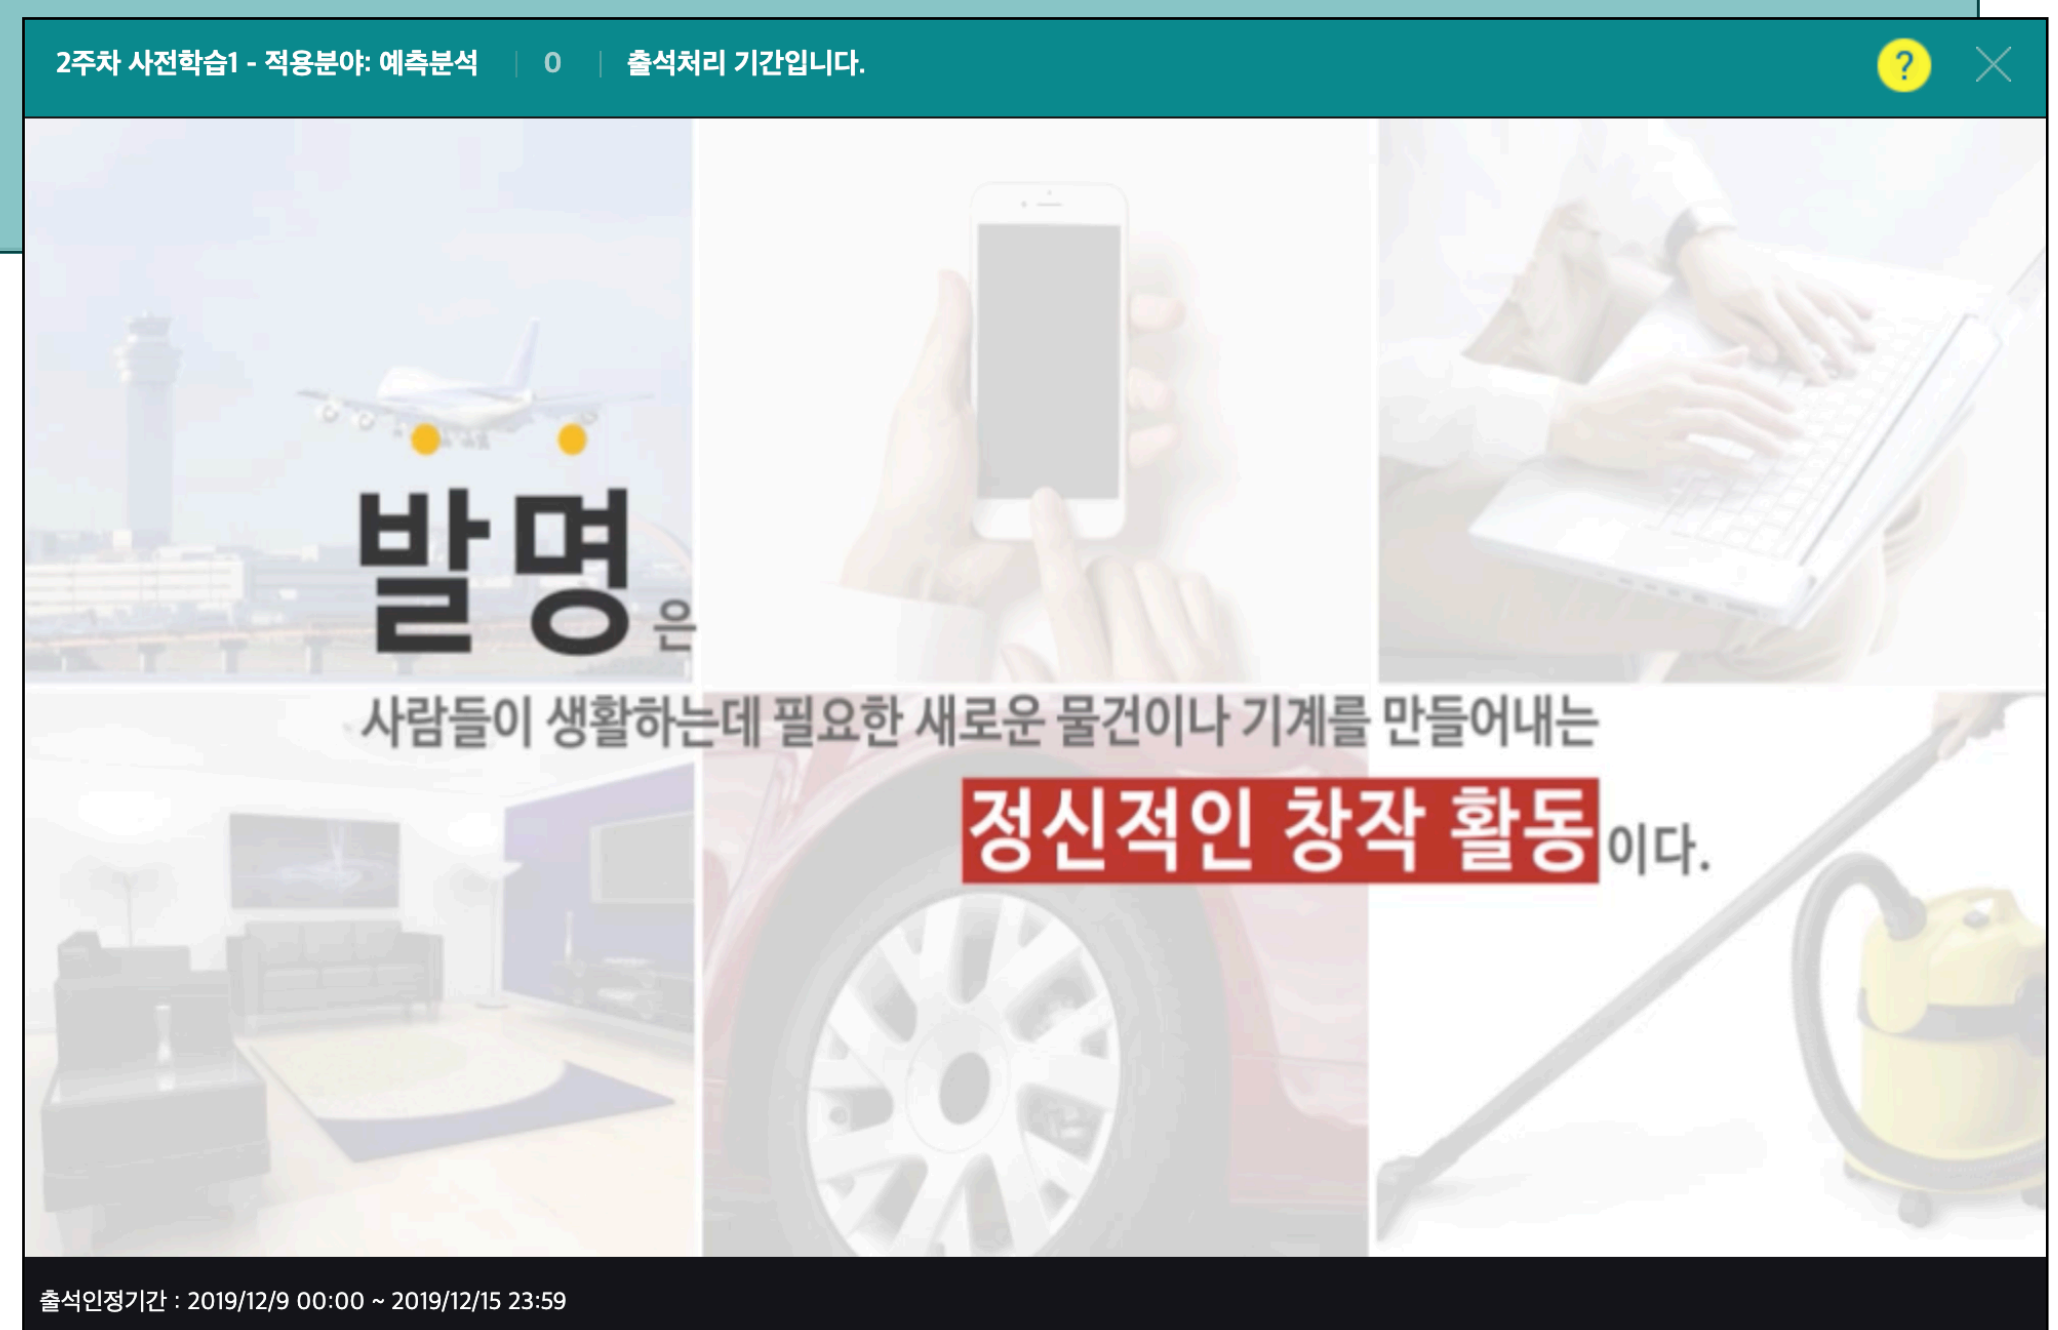 2주차 사전학습1 - 적용분야: 예측분석 | 0 | 출석처리 기간입니다. ?
발명은
사람들이 생활하는데 필요한 새로운 물건이나 기계를 만들어내는
정신적인 창작 활동이다.
출석인정기간 : 2019/12/9 00:00 ~ 2019/12/15 23:59